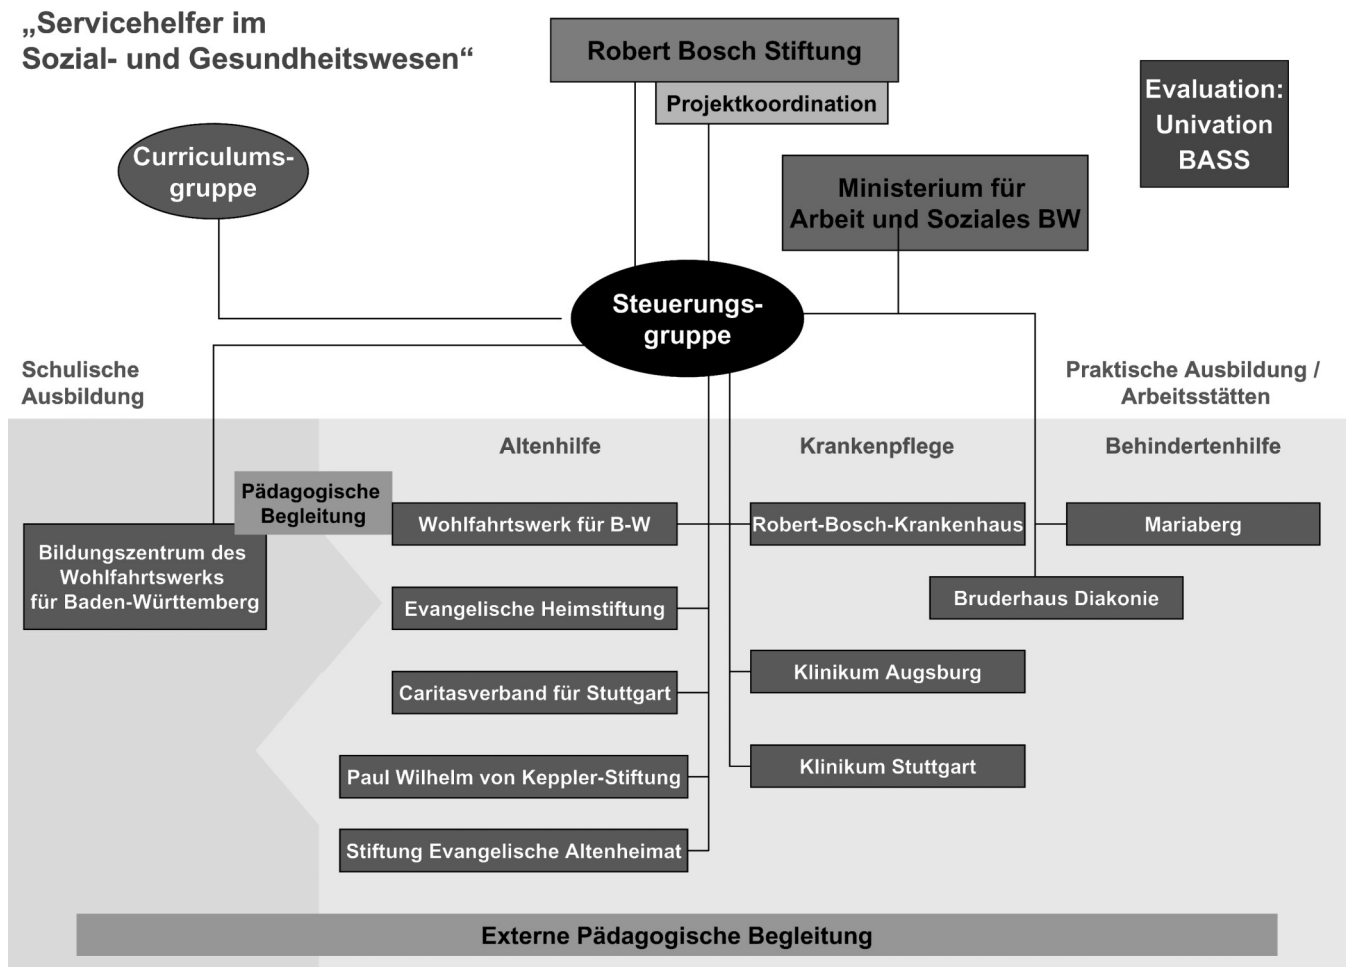 „Servicehelfer im
Sozial- und Gesundheitswesen“
Robert Bosch Stiftung
Projektkoordination
Evaluation:
Univation
BASS
Curriculums-
gruppe
Ministerium für
Arbeit und Soziales BW
Steuerungs-
gruppe
Schulische
Ausbildung
Praktische Ausbildung /
Arbeitsstätten
Altenhilfe
Krankenpflege
Behindertenhilfe
Pädagogische
Begleitung
Wohlfahrtswerk für B-W
Robert-Bosch-Krankenhaus
Mariaberg
Bildungszentrum des
Wohlfahrtswerks
für Baden-Württemberg
Evangelische Heimstiftung
Bruderhaus Diakonie
Caritasverband für Stuttgart
Klinikum Augsburg
Paul Wilhelm von Keppler-Stiftung
Klinikum Stuttgart
Stiftung Evangelische Altenheimat
Externe Pädagogische Begleitung